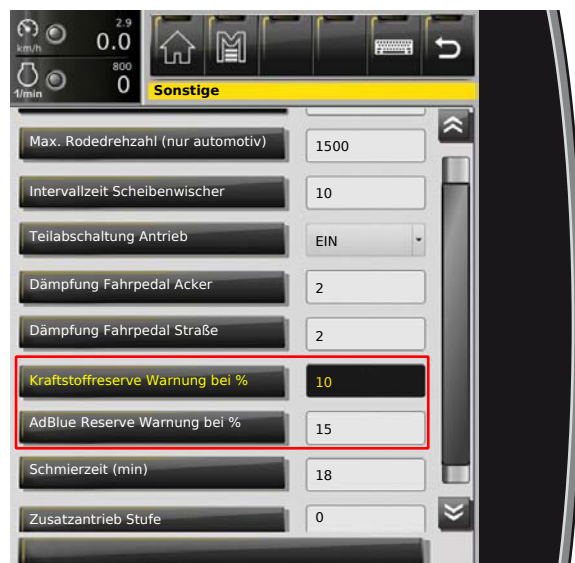 2.9
km/h 0.0
800
1/min 0
Sonstige
Max. Rodedrehzahl (nur automotiv) 1500
Intervallzeit Scheibenwischer 10
Teilabschaltung Antrieb EIN
Dämpfung Fahrpedal Acker 2
Dämpfung Fahrpedal Straße 2
Kraftstoffreserve Warnung bei % 10
AdBlue Reserve Warnung bei % 15
Schmierzeit (min) 18
Zusatzantrieb Stufe 0